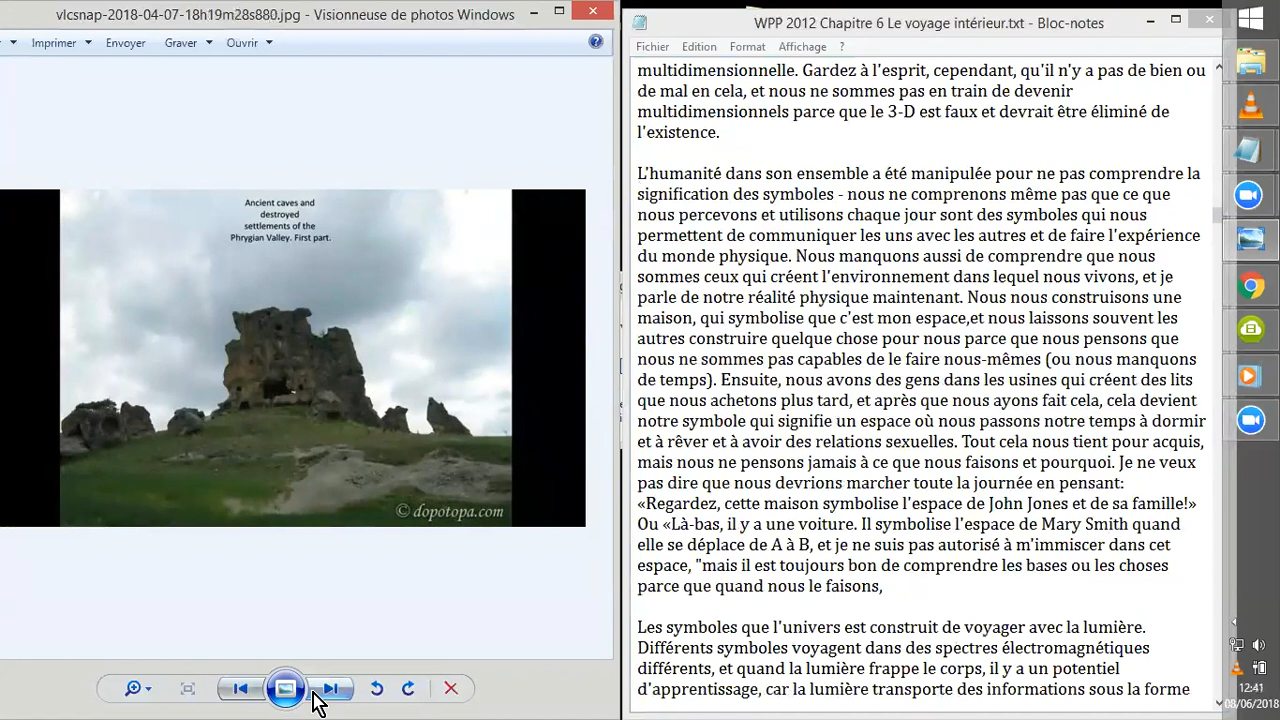 vlcsnap-2018-04-07-18h19m28s880.jpg - Visionneuse de photos Windows
Imprimer
Envoyer
Graver
Ouvrir
Ancient caves and
destroyed
settlements of the
Phrygian Valley. First part.
© dopotopa.com
WPP 2012 Chapitre 6 Le voyage intérieur.txt - Bloc-notes
Fichier Edition Format Affichage ?
multidimensionnelle. Gardez à l'esprit, cependant, qu'il n'y a pas de bien ou
de mal en cela, et nous ne sommes pas en train de devenir
multidimensionnels parce que le 3-D est faux et devrait être éliminé de
l'existence.
L'humanité dans son ensemble a été manipulée pour ne pas comprendre la
signification des symboles - nous ne comprenons même pas que ce que
nous percevons et utilisons chaque jour sont des symboles qui nous
permettent de communiquer les uns avec les autres et de faire l'expérience
du monde physique. Nous manquons aussi de comprendre que nous
sommes ceux qui créent l'environnement dans lequel nous vivons, et je
parle de notre réalité physique maintenant. Nous nous construisons une
maison, qui symbolise que c'est mon espace,et nous laissons souvent les
autres construire quelque chose pour nous parce que nous pensons que
nous ne sommes pas capables de le faire nous-mêmes (ou nous manquons
de temps). Ensuite, nous avons des gens dans les usines qui créent des lits
que nous achetons plus tard, et après que nous ayons fait cela, cela devient
notre symbole qui signifie un espace où nous passons notre temps à dormir
et à rêver et à avoir des relations sexuelles. Tout cela nous tient pour acquis,
mais nous ne pensons jamais à ce que nous faisons et pourquoi. Je ne veux
pas dire que nous devrions marcher toute la journée en pensant:
«Regardez, cette maison symbolise l'espace de John Jones et de sa famille!»
Ou «Là-bas, il y a une voiture. Il symbolise l'espace de Mary Smith quand
elle se déplace de A à B, et je ne suis pas autorisé à m'immiscer dans cet
espace, "mais il est toujours bon de comprendre les bases ou les choses
parce que quand nous le faisons,
Les symboles que l'univers est construit de voyager avec la lumière.
Différents symboles voyagent dans des spectres électromagnétiques
différents, et quand la lumière frappe le corps, il y a un potentiel
d'apprentissage, car la lumière transporte des informations sous la forme
12:41
08/06/2018